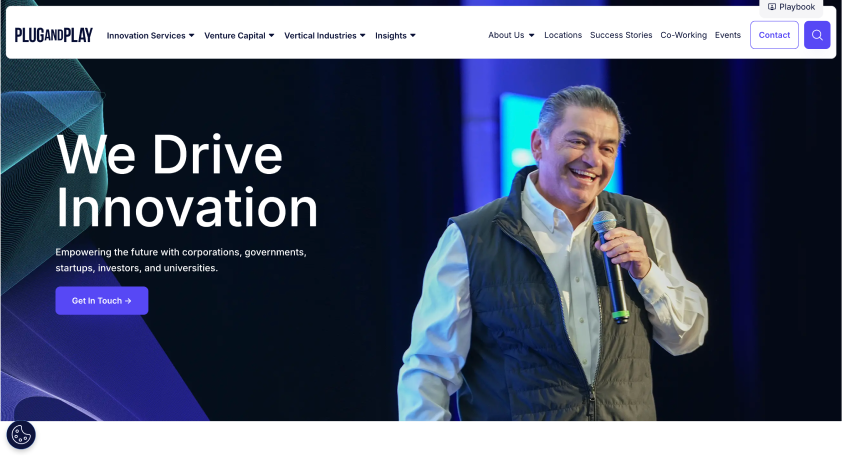 Playbook
PLUGANDPLAY
Innovation Services
Venture Capital
Vertical Industries
Insights
About Us
Locations
Success Stories
Co-Working
Events
Contact
We Drive
Innovation
Empowering the future with corporations, governments,
startups, investors, and universities.
Get In Touch →